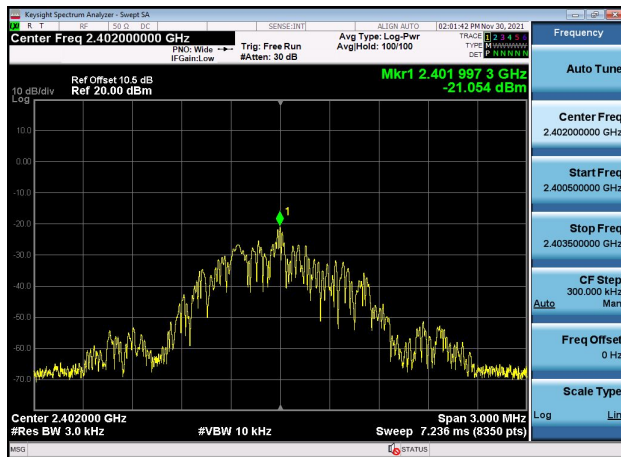 Keysight Spectrum Analyzer - Swept SA
R T RF 50 Ω DC SENSE:INT ALIGN AUTO 02:01:42 PM Nov 30, 2021
Center Freq 2.402000000 GHz
PNO: Wide
IFGain:Low
Trig: Free Run
#Atten: 30 dB
Avg Type: Log-Pwr
Avg|Hold: 100/100
TRACE 1 2 3 4 5 6
TYPE M W W W W W
DET P N N N N N
Frequency
Mkr1 2.401 997 3 GHz
-21.054 dBm
Ref Offset 10.5 dB
Ref 20.00 dBm
10 dB/div
Log
10.0
0.00
-10.0
-20.0
-30.0
-40.0
-50.0
-60.0
-70.0
1
Center 2.402000 GHz
#Res BW 3.0 kHz
#VBW 10 kHz
Span 3.000 MHz
Sweep 7.236 ms (8350 pts)
Auto Tune
Center Freq
2.402000000 GHz
Start Freq
2.400500000 GHz
Stop Freq
2.403500000 GHz
CF Step
300.000 kHz
Auto Man
Freq Offset
0 Hz
Scale Type
Log Lin
MSG
STATUS